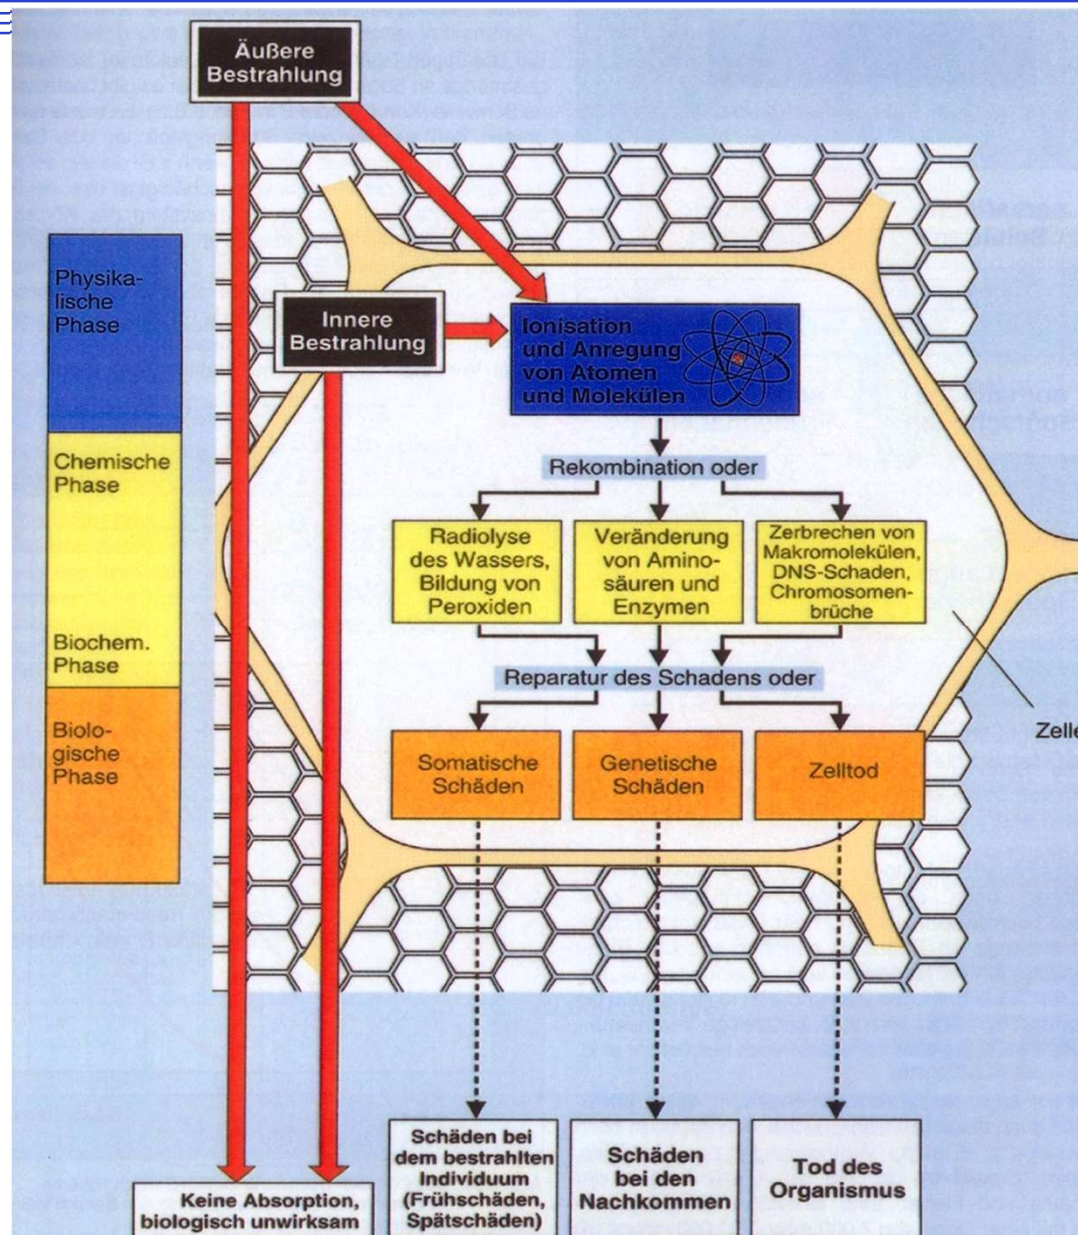 Äußere
Bestrahlung
Physika-
lische
Phase
Innere
Bestrahlung
Ionisation
und Anregung
von Atomen
und Molekülen
Chemische
Phase
Rekombination oder
Radiolyse
des Wassers,
Bildung von
Peroxiden
Veränderung
von Amino-
säuren und
Enzymen
Zerbrechen von
Makromolekülen,
DNS-Schaden,
Chromosomen-
brüche
Biochem.
Phase
Reparatur des Schadens oder
Biolo-
gische
Phase
Somatische
Schäden
Genetische
Schäden
Zelltod
Zelle
Keine Absorption,
biologisch unwirksam
Schäden bei
dem bestrahlten
Individuum
(Frühschäden,
Spätschäden)
Schäden
bei den
Nachkommen
Tod des
Organismus